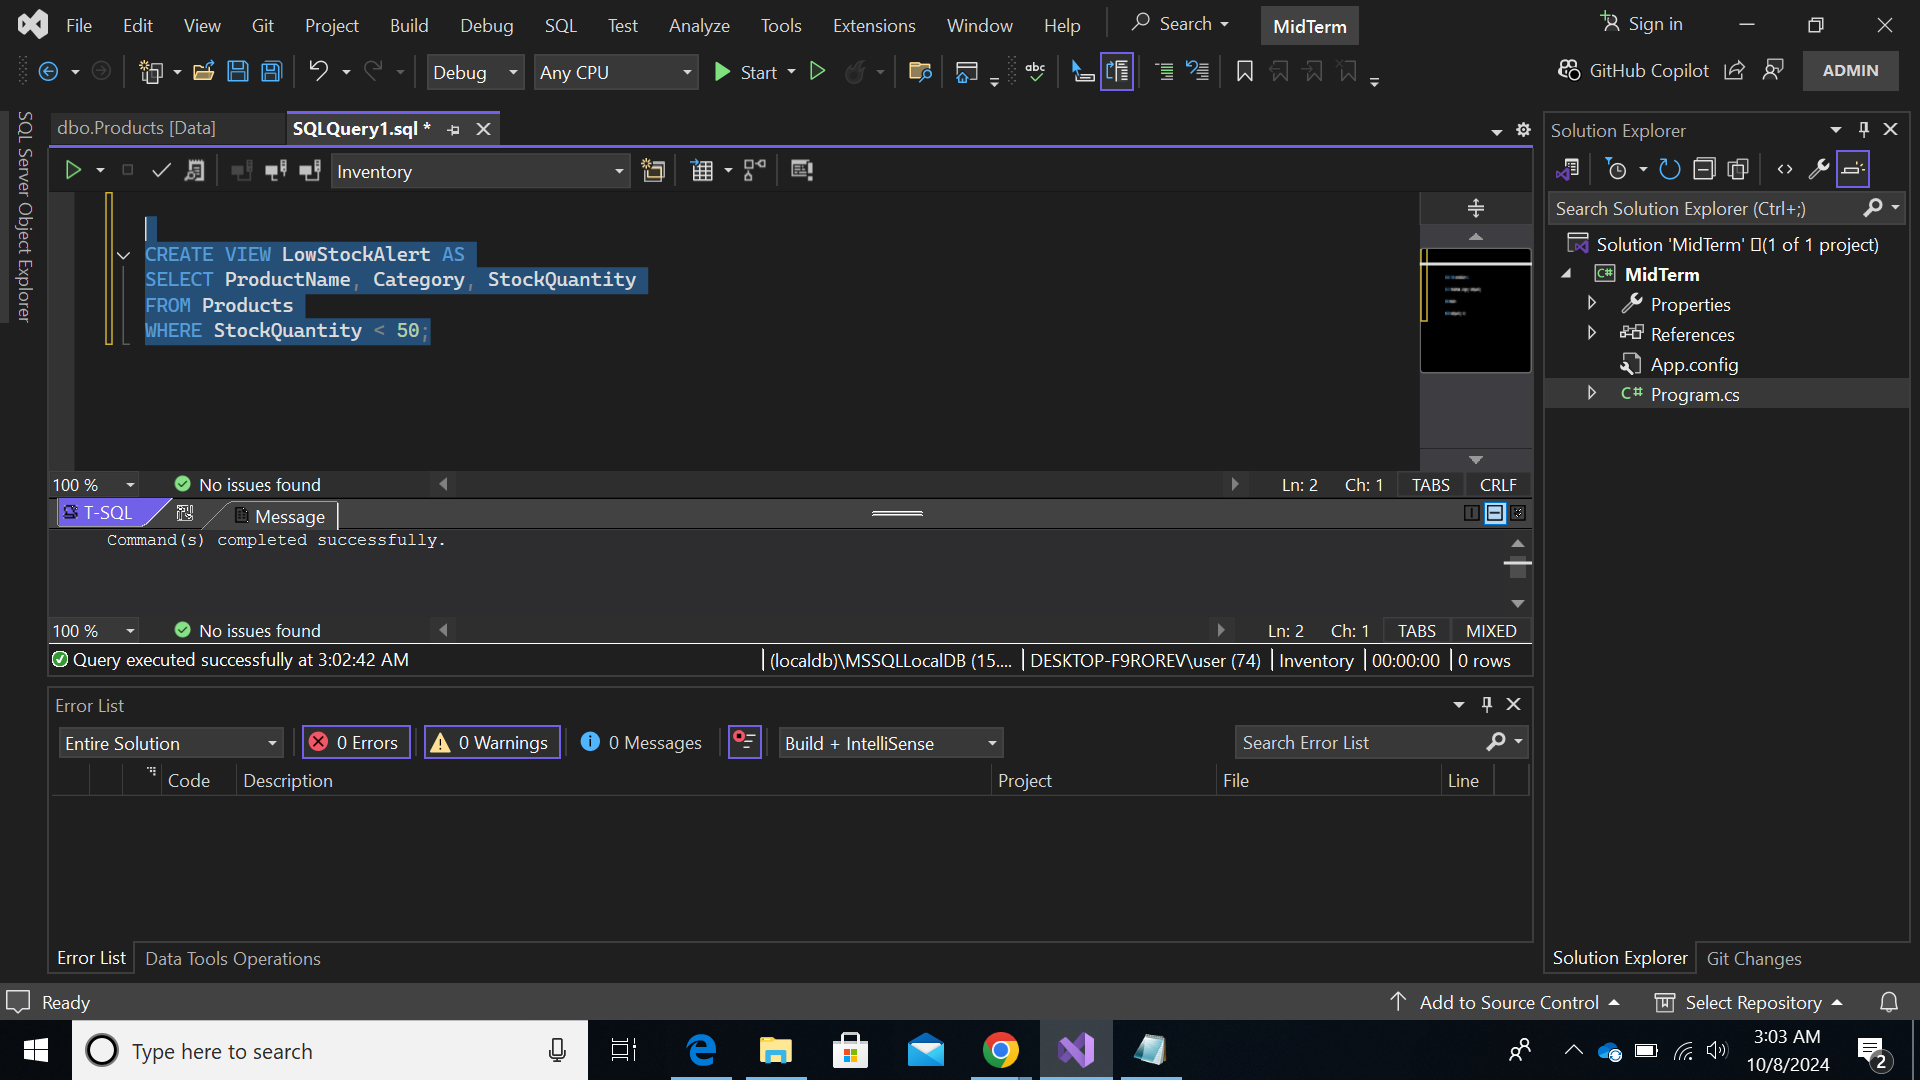 File Edit View Git Project Build Debug SQL Test Analyze Tools Extensions Window Help Search MidTerm Sign in
Debug Any CPU Start abc GitHub Copilot ADMIN
SQL Server Object Explorer
dbo.Products [Data] SQLQuery1.sql *
Inventory
CREATE VIEW LowStockAlert AS
SELECT ProductName, Category, StockQuantity
FROM Products
WHERE StockQuantity < 50;
100 % No issues found Ln: 2 Ch: 1 TABS CRLF
T-SQL Message
Command(s) completed successfully.
100 % No issues found Ln: 2 Ch: 1 TABS MIXED
Query executed successfully at 3:02:42 AM (localdb)\MSSQLLocalDB (15.... DESKTOP-F9ROREV\user (74) Inventory 00:00:00 0 rows
Error List
Entire Solution 0 Errors 0 Warnings 0 Messages Build + IntelliSense Search Error List
Code Description Project File Line
Error List Data Tools Operations
Solution Explorer
Search Solution Explorer (Ctrl+;)
Solution 'MidTerm' (1 of 1 project)
C# MidTerm
Properties
References
App.config
C# Program.cs
Solution Explorer Git Changes
Ready Add to Source Control Select Repository
Type here to search
3:03 AM
10/8/2024
2